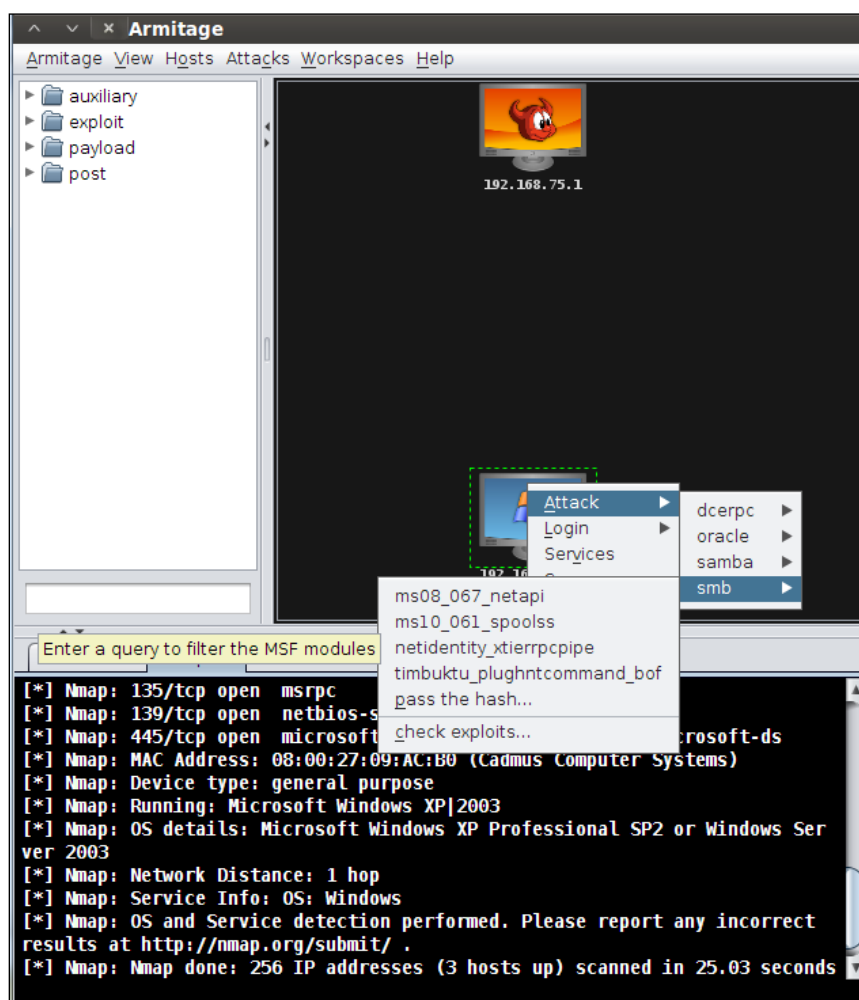 Armitage
Armitage View Hosts Attacks Workspaces Help
auxiliary
exploit
payload
post
192.168.75.1
Attack
Login
Services
dcerpc
oracle
samba
smb
ms08_067_netapi
ms10_061_spoolss
netidentity_xtierrpcpipe
timbuktu_plughntcommand_bof
pass the hash...
check exploits...
Enter a query to filter the MSF modules
[*] Nmap: 135/tcp open msrpc
[*] Nmap: 139/tcp open netbios-s
[*] Nmap: 445/tcp open microsoft crosoft-ds
[*] Nmap: MAC Address: 08:00:27:09:AC:B0 (Cadmus Computer Systems)
[*] Nmap: Device type: general purpose
[*] Nmap: Running: Microsoft Windows XP|2003
[*] Nmap: OS details: Microsoft Windows XP Professional SP2 or Windows Ser
ver 2003
[*] Nmap: Network Distance: 1 hop
[*] Nmap: Service Info: OS: Windows
[*] Nmap: OS and Service detection performed. Please report any incorrect
results at http://nmap.org/submit/ .
[*] Nmap: Nmap done: 256 IP addresses (3 hosts up) scanned in 25.03 seconds